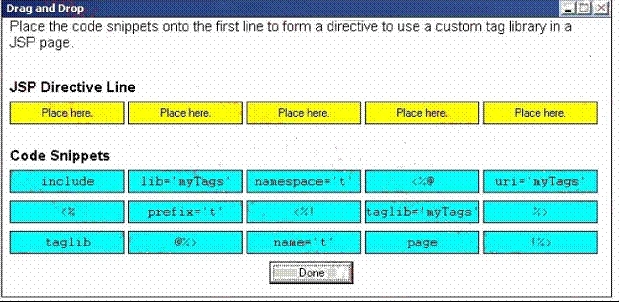 Drag and Drop
Place the code snippets onto the first line to form a directive to use a custom tag library in a
JSP page.
JSP Directive Line
Place here. Place here. Place here. Place here. Place here.
Code Snippets
include lib='myTags' namespace='t' <%@ uri='myTags'
<% prefix='t' <%! taglib='myTags' %>
taglib @%> name='t' page !%>
Done